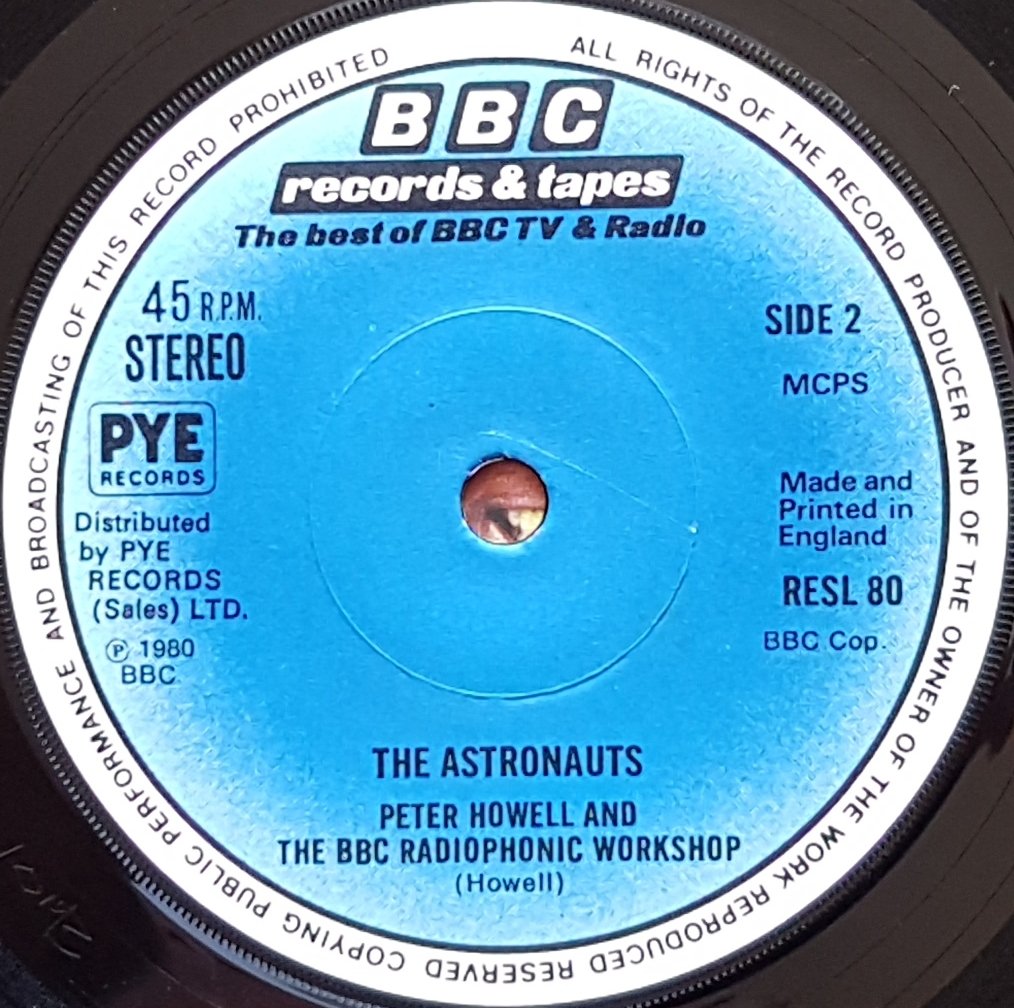 ALL RIGHTS OF THE RECORD PRODUCER AND OF THE OWNER OF THE WORK REPRODUCED RESERVED COPYING PUBLIC PERFORMANCE AND BROADCASTING OF THIS RECORD PROHIBITED
BBC
records & tapes
The best of BBC TV & Radio
45 R.P.M.
STEREO
PYE
RECORDS
Distributed
by PYE
RECORDS
(Sales) LTD.
Ⓟ 1980
BBC
SIDE 2
MCPS
Made and
Printed in
England
RESL 80
BBC Cop.
THE ASTRONAUTS
PETER HOWELL AND
THE BBC RADIOPHONIC WORKSHOP
(Howell)